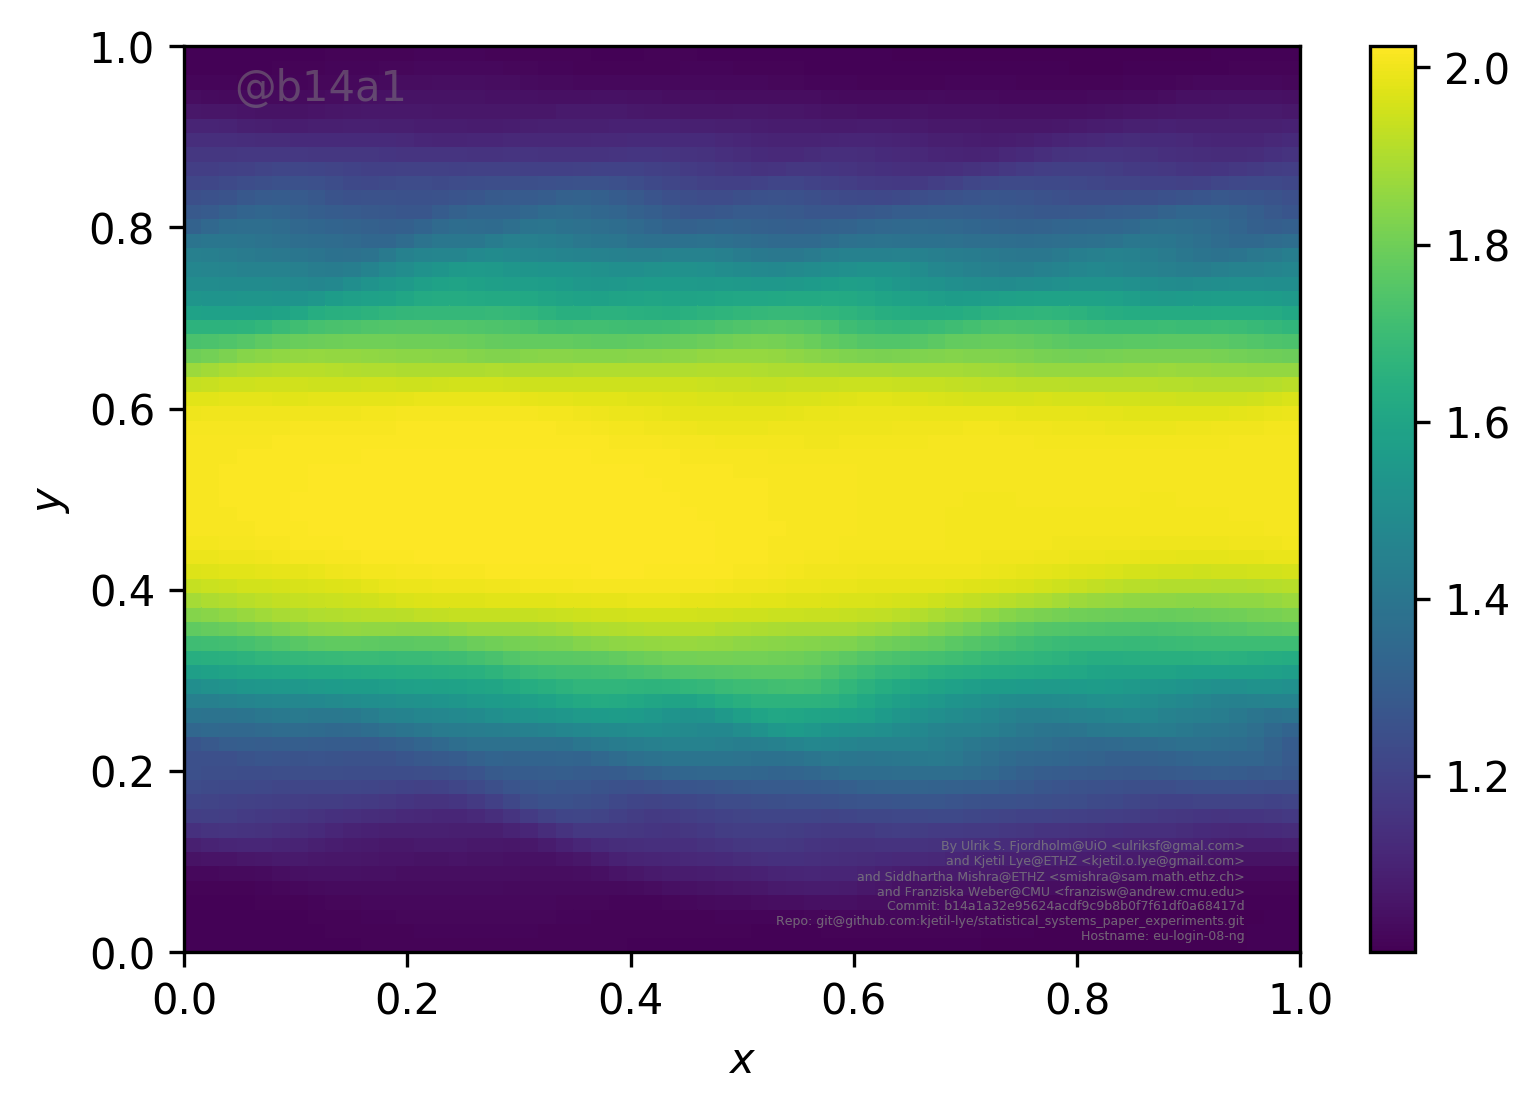 @b14a1
1.0
0.8
0.6
0.4
0.2
0.0
y
0.0 0.2 0.4 0.6 0.8 1.0
x
2.0
1.8
1.6
1.4
1.2
By Ulrik S. Fjordholm@UiO <ulriksf@gmal.com>
and Kjetil Lye@ETHZ <kjetil.o.lye@gmail.com>
and Siddhartha Mishra@ETHZ <smishra@sam.math.ethz.ch>
and Franziska Weber@CMU <franzisw@andrew.cmu.edu>
Commit: b14a1a32e95624acdf9c9b8b0f7f61df0a68417d
Repo: git@github.com:kjetil-lye/statistical_systems_paper_experiments.git
Hostname: eu-login-08-ng